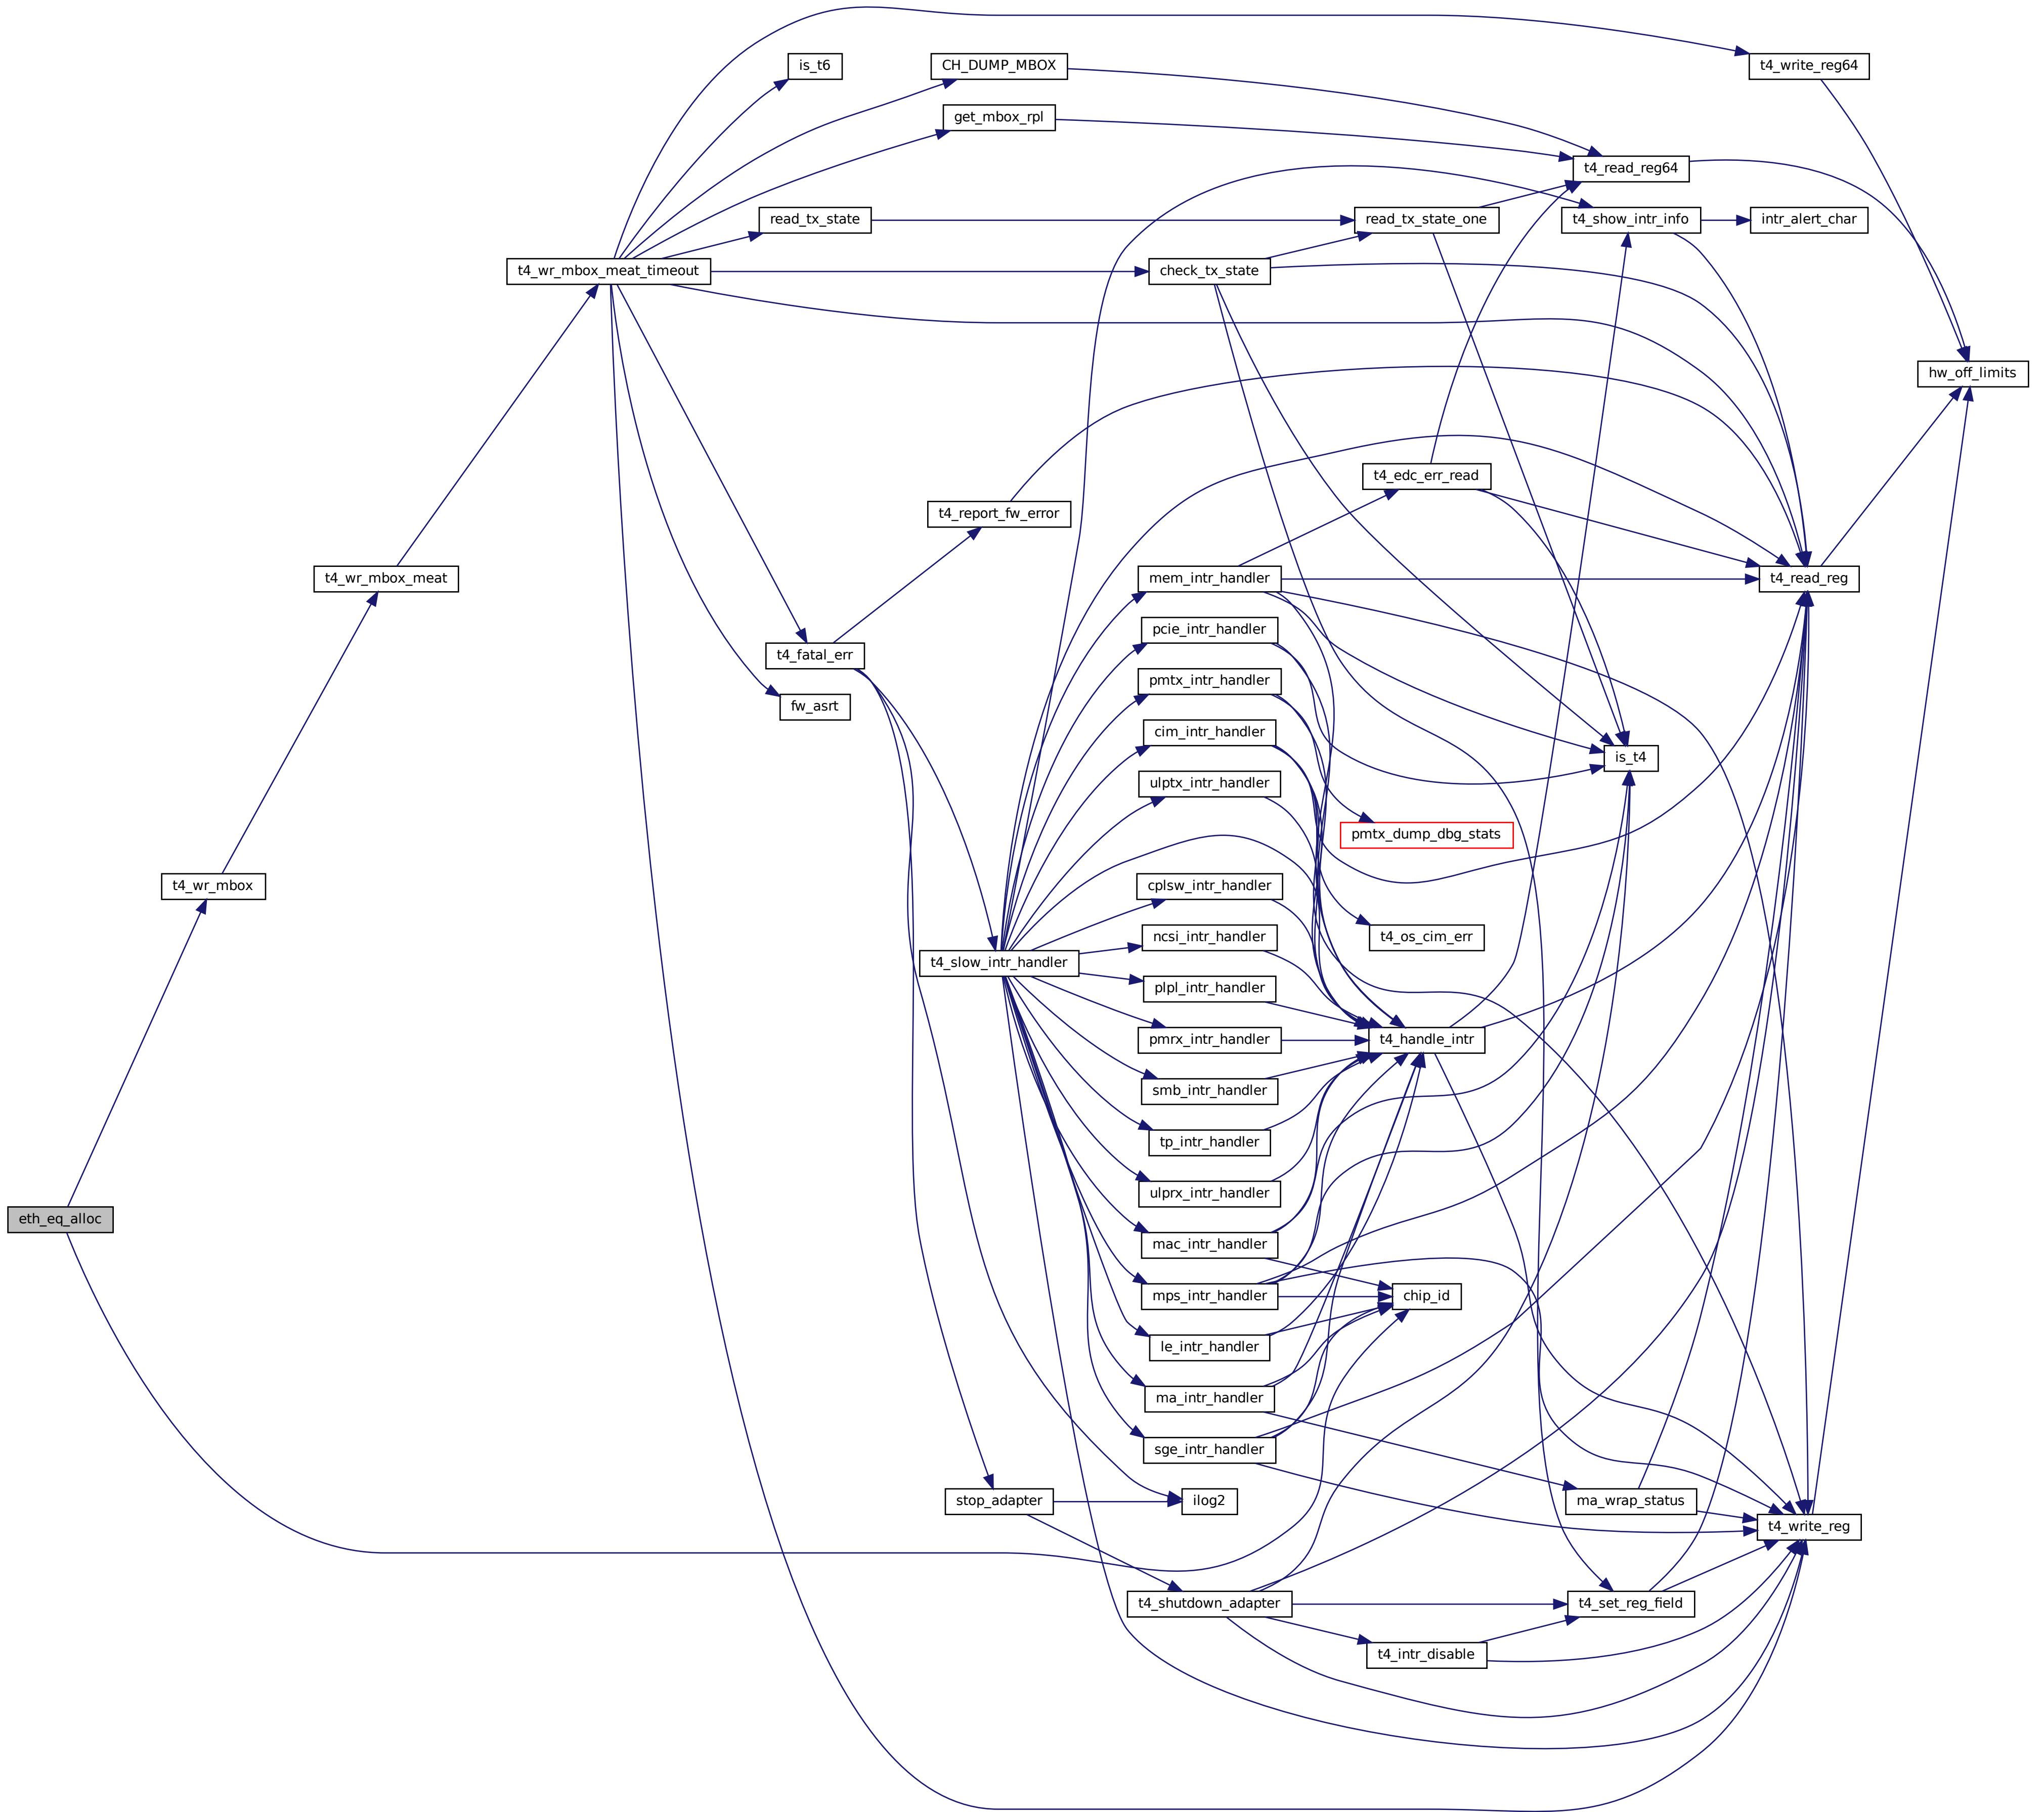 is_t6
CH_DUMP_MBOX
t4_write_reg64
get_mbox_rpl
t4_read_reg64
read_tx_state
read_tx_state_one
t4_show_intr_info
intr_alert_char
t4_wr_mbox_meat_timeout
check_tx_state
hw_off_limits
t4_edc_err_read
t4_report_fw_error
t4_wr_mbox_meat
mem_intr_handler
t4_read_reg
pcie_intr_handler
t4_fatal_err
pmtx_intr_handler
fw_asrt
cim_intr_handler
is_t4
ulptx_intr_handler
pmtx_dump_dbg_stats
t4_wr_mbox
cplsw_intr_handler
ncsi_intr_handler
t4_os_cim_err
t4_slow_intr_handler
plpl_intr_handler
pmrx_intr_handler
t4_handle_intr
smb_intr_handler
tp_intr_handler
ulprx_intr_handler
eth_eq_alloc
mac_intr_handler
mps_intr_handler
chip_id
le_intr_handler
ma_intr_handler
sge_intr_handler
stop_adapter
ilog2
ma_wrap_status
t4_write_reg
t4_shutdown_adapter
t4_set_reg_field
t4_intr_disable